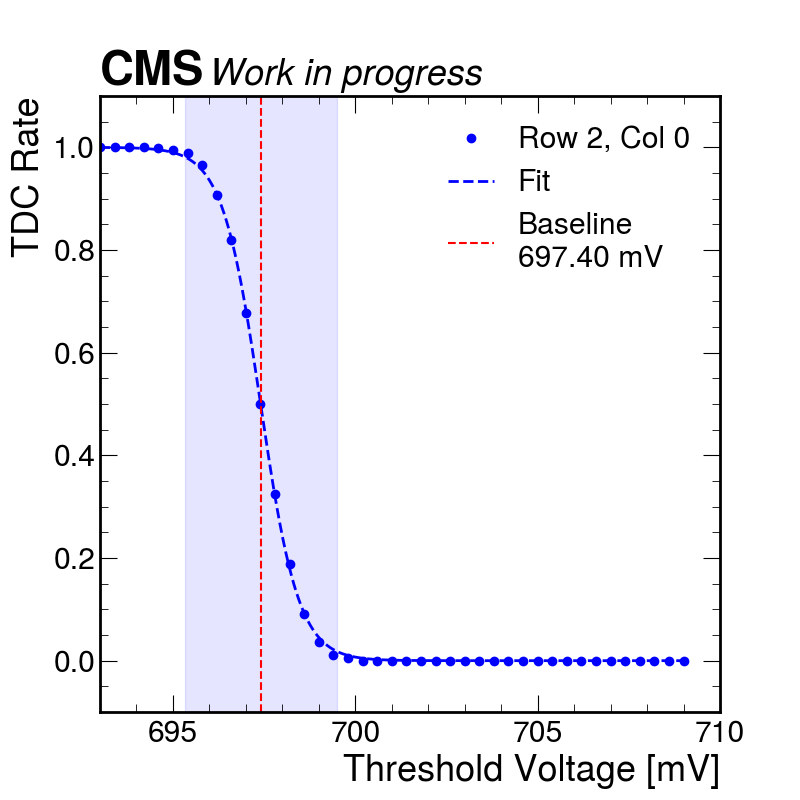 CMS Work in progress
TDC Rate
1.0
0.8
0.6
0.4
0.2
0.0
Row 2, Col 0
Fit
Baseline
697.40 mV
695
700
705
710
Threshold Voltage [mV]